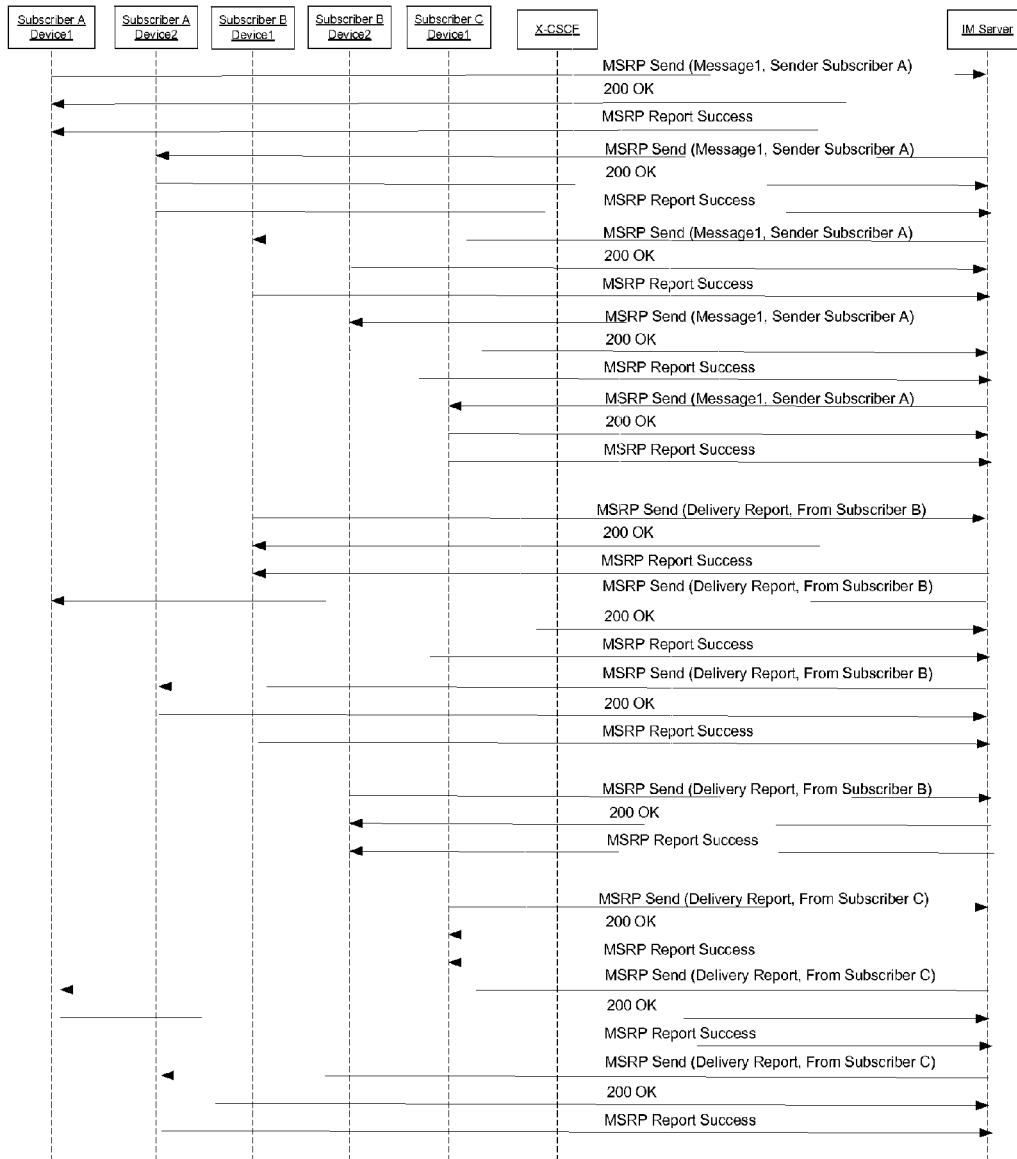 Subscriber A
Device1
Subscriber A
Device2
Subscriber B
Device1
Subscriber B
Device2
Subscriber C
Device1
X-CSCF
IM Server
MSRP Send (Message1, Sender Subscriber A)
200 OK
MSRP Report Success
MSRP Send (Message1, Sender Subscriber A)
200 OK
MSRP Report Success
MSRP Send (Message1, Sender Subscriber A)
200 OK
MSRP Report Success
MSRP Send (Message1, Sender Subscriber A)
200 OK
MSRP Report Success
MSRP Send (Message1, Sender Subscriber A)
200 OK
MSRP Report Success
MSRP Send (Delivery Report, From Subscriber B)
200 OK
MSRP Report Success
MSRP Send (Delivery Report, From Subscriber B)
200 OK
MSRP Report Success
MSRP Send (Delivery Report, From Subscriber B)
200 OK
MSRP Report Success
MSRP Send (Delivery Report, From Subscriber B)
200 OK
MSRP Report Success
MSRP Send (Delivery Report, From Subscriber C)
200 OK
MSRP Report Success
MSRP Send (Delivery Report, From Subscriber C)
200 OK
MSRP Report Success
MSRP Send (Delivery Report, From Subscriber C)
200 OK
MSRP Report Success